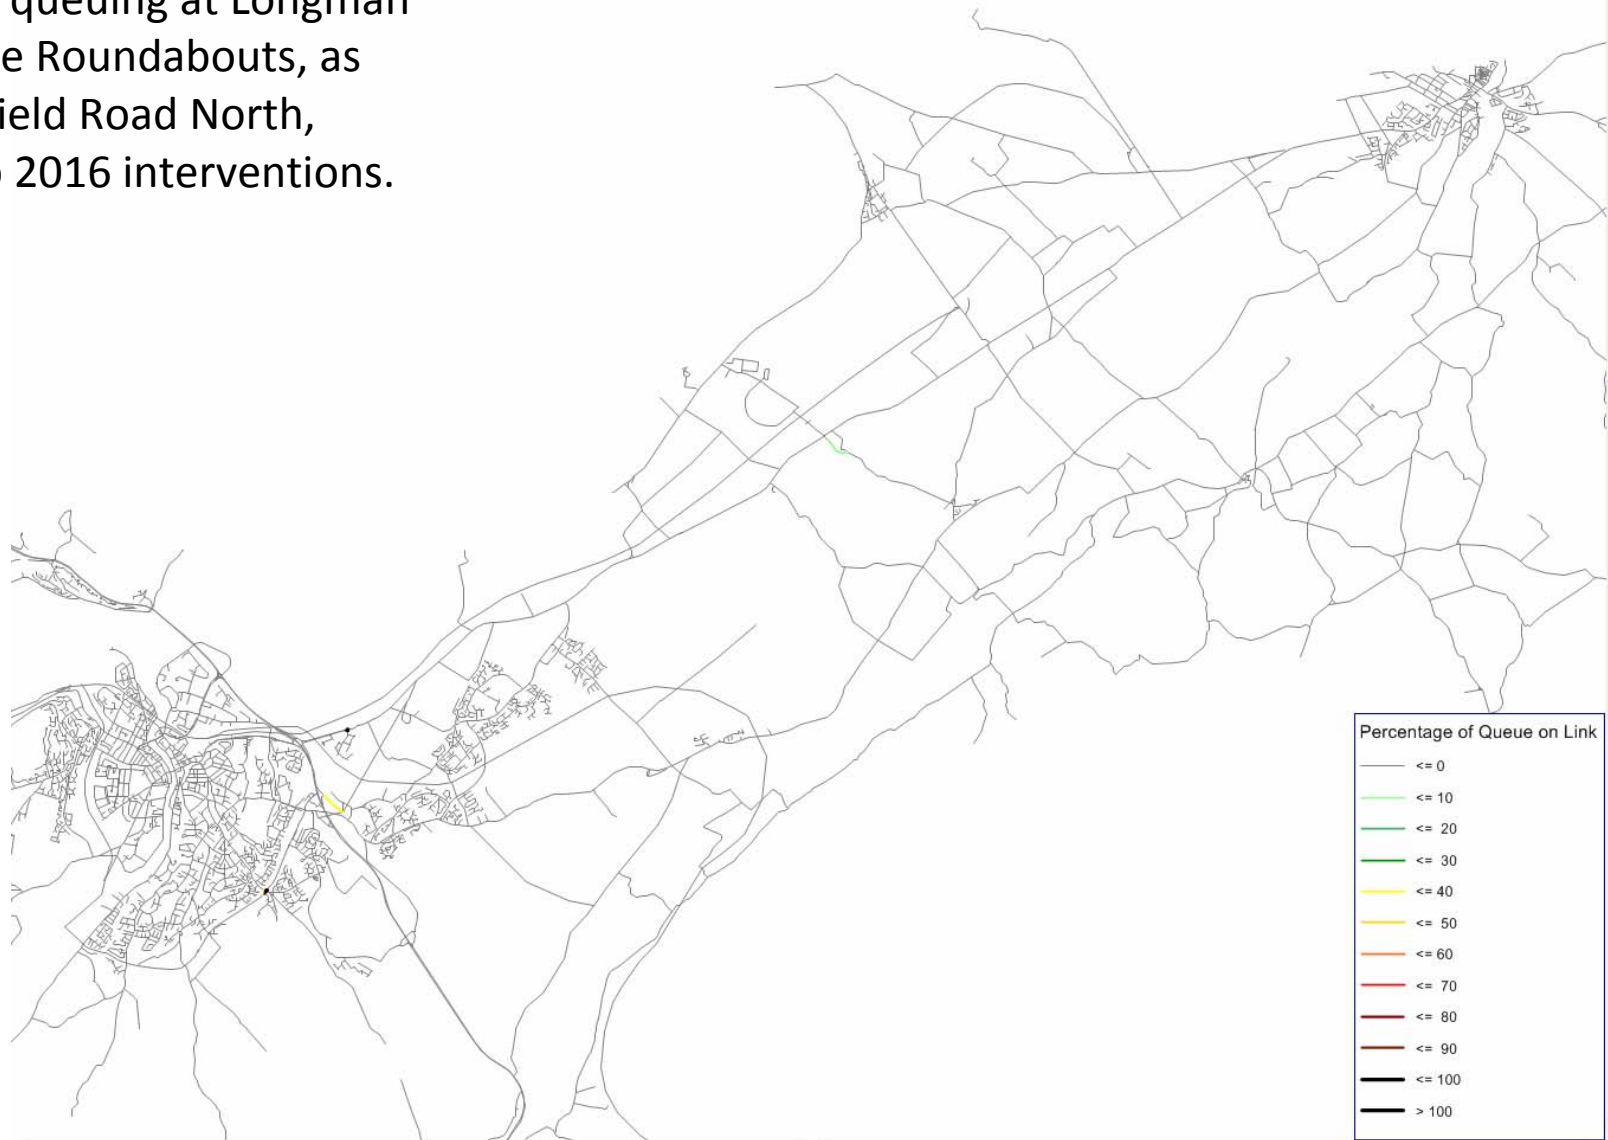 queuing at Longman
e Roundabouts, as
ield Road North,
2016 interventions.
Percentage of Queue on Link
<= 0
<= 10
<= 20
<= 30
<= 40
<= 50
<= 60
<= 70
<= 80
<= 90
<= 100
> 100